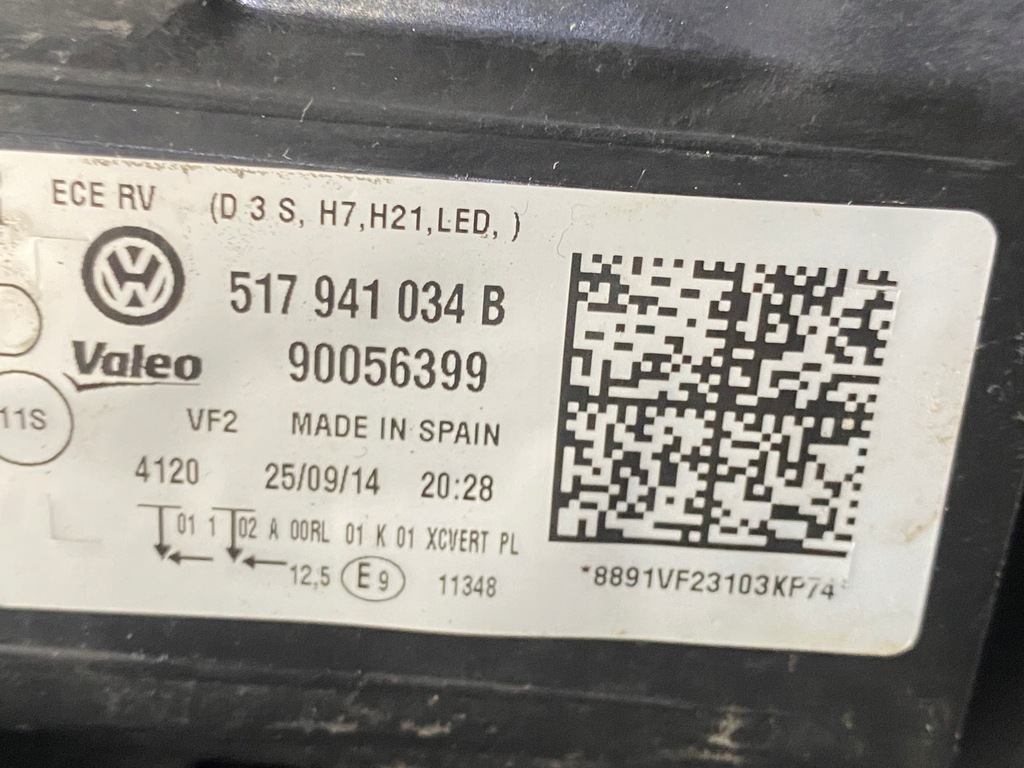 ECE RV (D 3 S, H7,H21,LED, )
517 941 034 B
Valeo 90056399
11S VF2 MADE IN SPAIN
4120 25/09/14 20:28
01 1 02 A 00RL 01 K 01 XCVERT PL
12,5 E9 11348
*8891VF23103KP74*